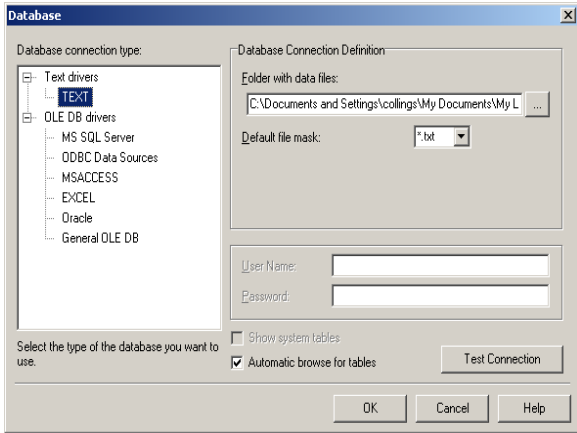 Database
Database connection type:
Text drivers
TEXT
OLE DB drivers
MS SQL Server
ODBC Data Sources
MSACCESS
EXCEL
Oracle
General OLE DB
Select the type of the database you want to
use.
Database Connection Definition
Folder with data files:
C:\Documents and Settings\collings\My Documents\My L
...
Default file mask:
*.txt
User Name:
Password:
Show system tables
Automatic browse for tables
Test Connection
OK
Cancel
Help